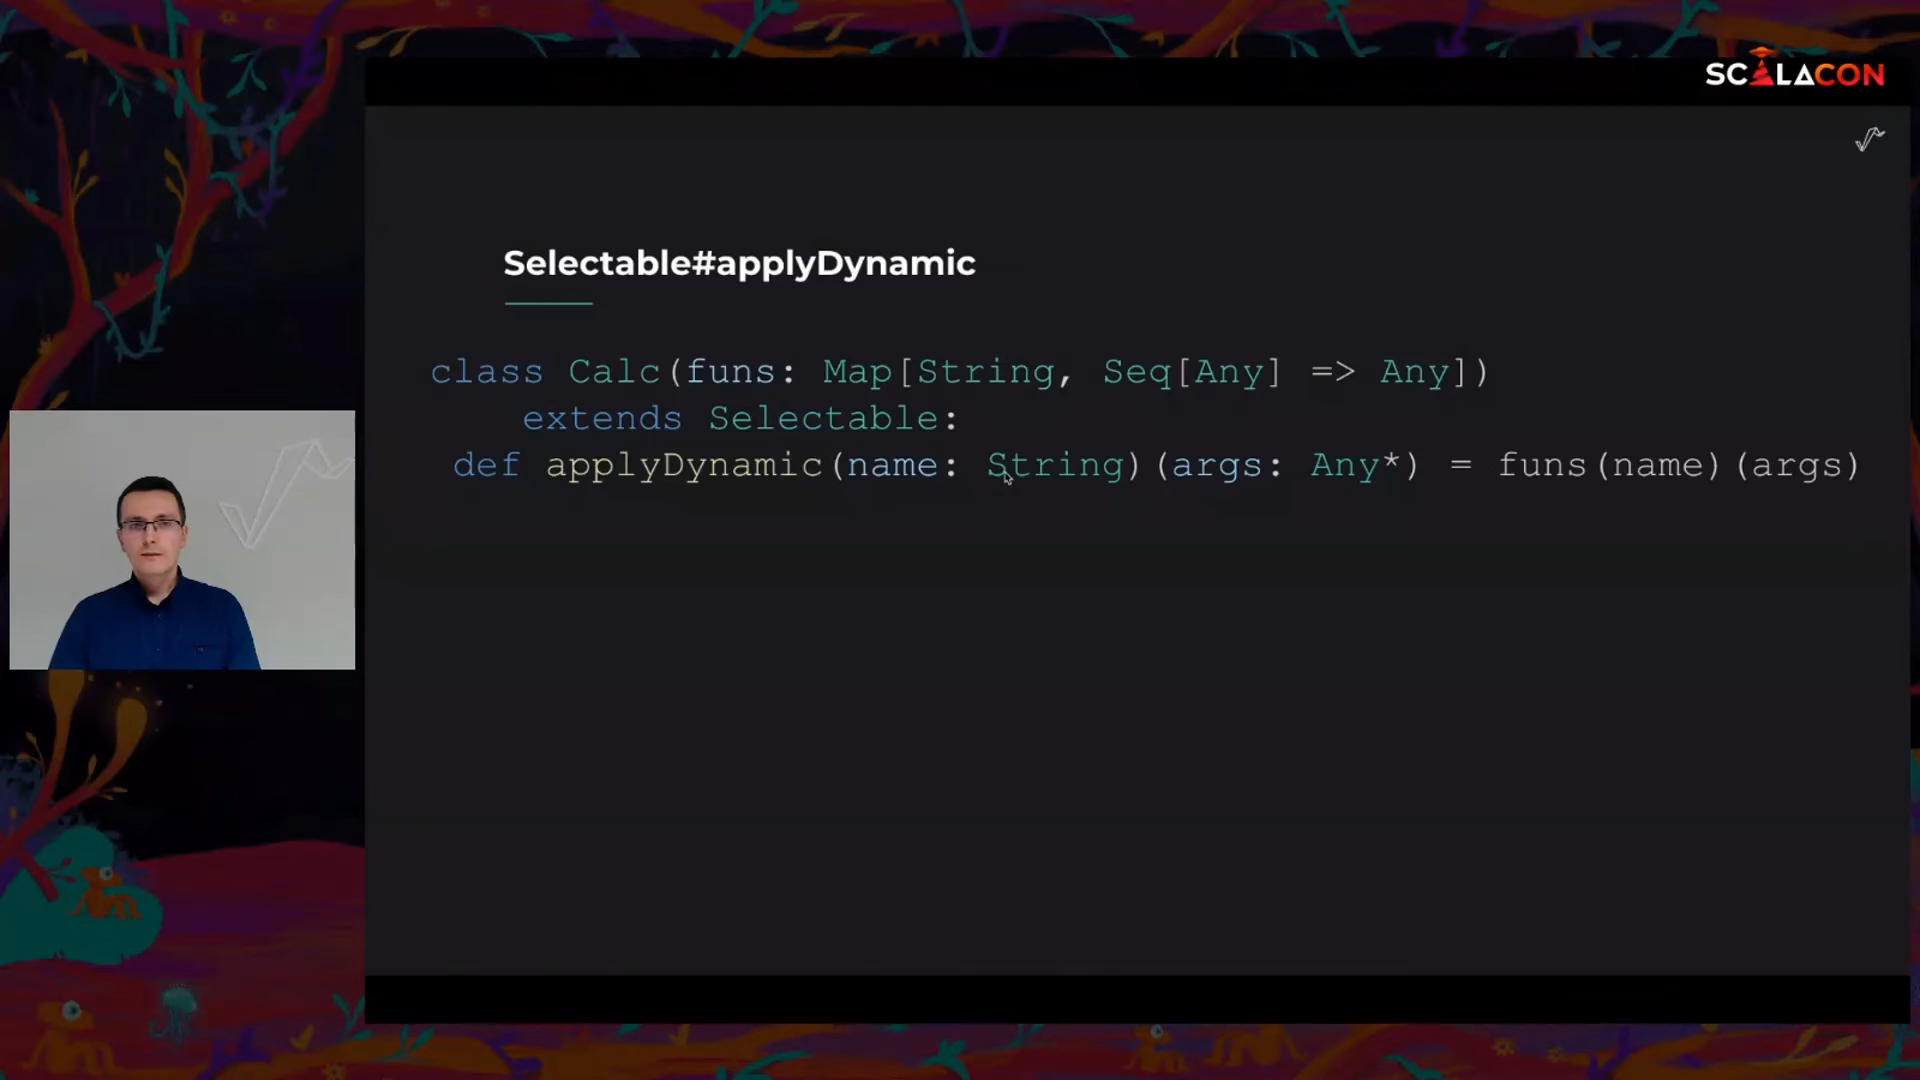 SCALACON
Selectable#applyDynamic
class Calc(funs: Map[String, Seq[Any] => Any])
extends Selectable:
def applyDynamic(name: String)(args: Any*) = funs(name)(args)